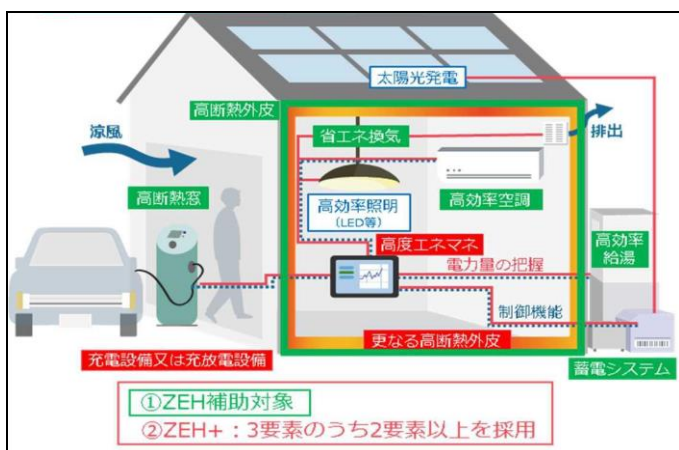 太陽光発電
高断熱外皮
涼風
省エネ換気
排出
高断熱窓
高効率照明
(LED等)
高効率空調
高度エネマネ
高効率
給湯
電力量の把握
制御機能
充電設備又は充放電設備
更なる高断熱外皮
蓄電システム
①ZEH補助対象
②ZEH+：3要素のうち2要素以上を採用